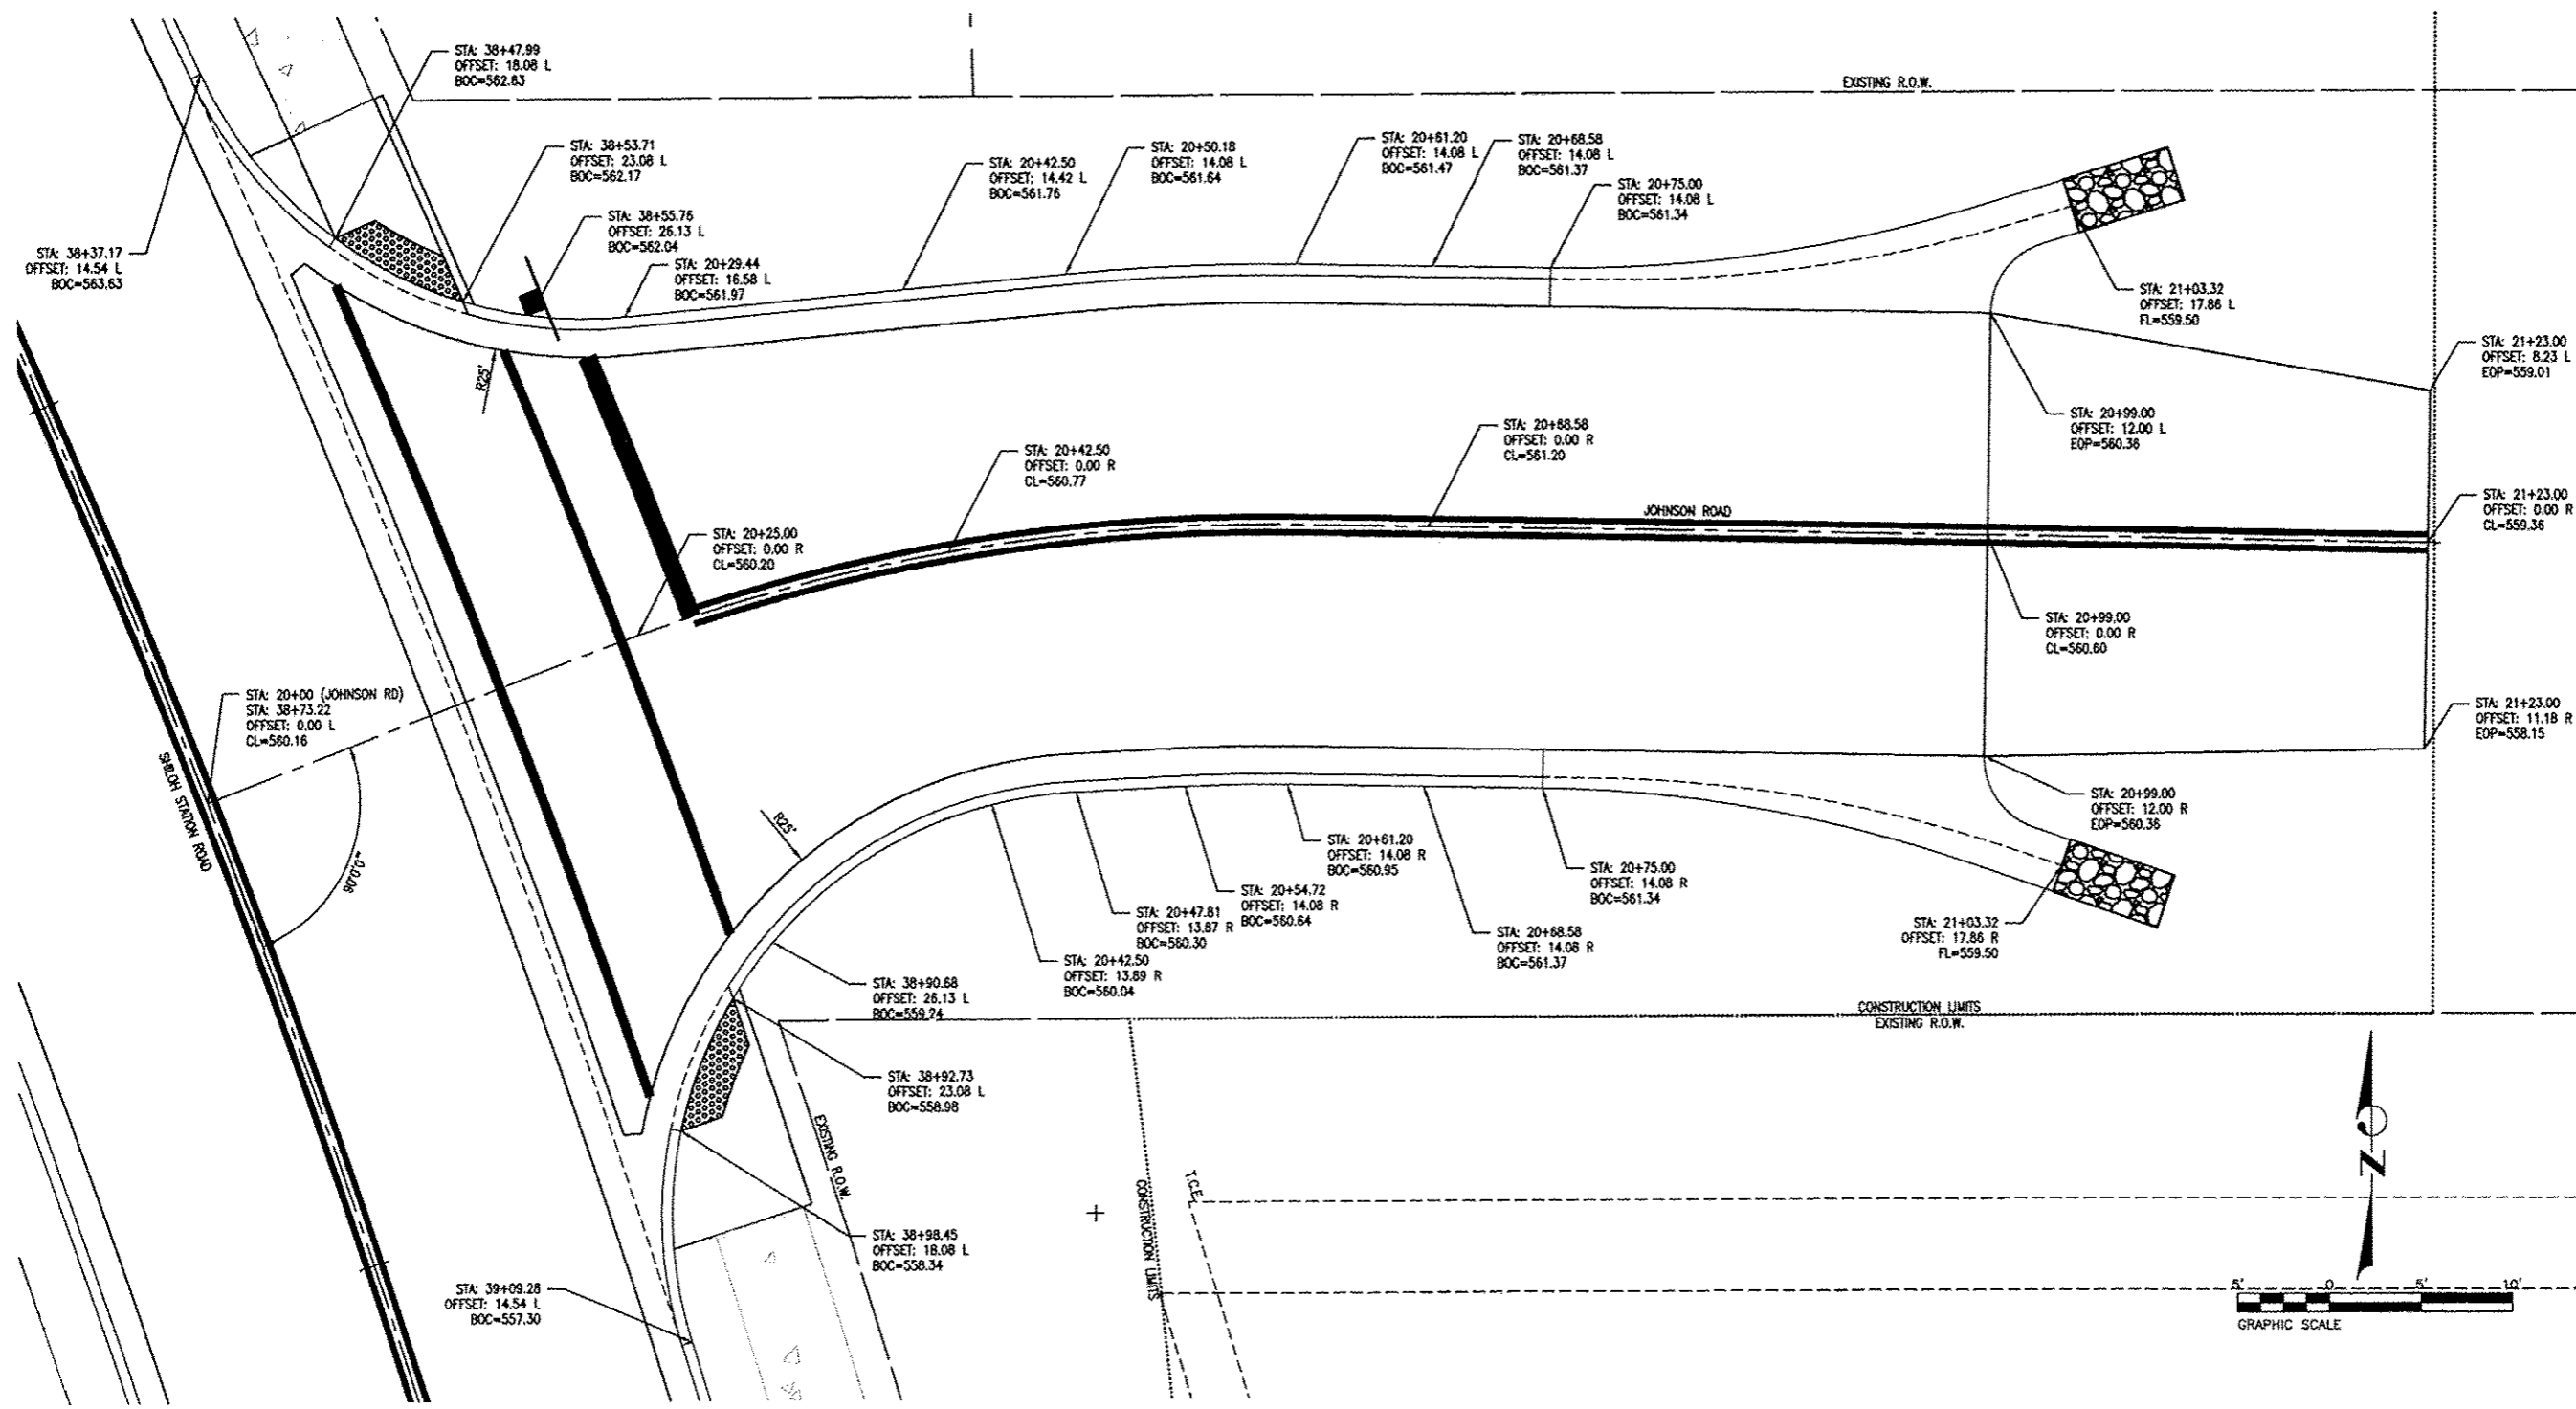 STA: 38+47.99
OFFSET: 18.08 L
BOC=562.63
EXISTING R.O.W.
STA: 38+53.71
OFFSET: 23.08 L
BOC=562.17
STA: 20+42.50
OFFSET: 14.42 L
BOC=561.76
STA: 20+50.18
OFFSET: 14.08 L
BOC=561.64
STA: 20+61.20
OFFSET: 14.08 L
BOC=561.47
STA: 20+68.58
OFFSET: 14.08 L
BOC=561.37
STA: 20+75.00
OFFSET: 14.08 L
BOC=561.34
STA: 38+55.76
OFFSET: 26.13 L
BOC=562.04
STA: 38+37.17
OFFSET: 14.54 L
BOC=563.63
STA: 20+29.44
OFFSET: 16.58 L
BOC=561.97
STA: 21+03.32
OFFSET: 17.86 L
FL=559.50
STA: 21+23.00
OFFSET: 8.23 L
EOP=559.01
R25'
STA: 20+99.00
OFFSET: 12.00 L
EOP=560.36
STA: 20+42.50
OFFSET: 0.00 R
CL=560.77
STA: 20+68.58
OFFSET: 0.00 R
CL=561.20
JOHNSON ROAD
STA: 21+23.00
OFFSET: 0.00 R
CL=559.36
STA: 20+25.00
OFFSET: 0.00 R
CL=560.20
STA: 20+99.00
OFFSET: 0.00 R
CL=560.60
STA: 20+00 (JOHNSON RD)
STA: 38+73.22
OFFSET: 0.00 L
CL=560.16
STA: 21+23.00
OFFSET: 11.18 R
EOP=558.15
SHILOH STATION ROAD
90°0'0"
R25'
STA: 20+99.00
OFFSET: 12.00 R
EOP=560.36
STA: 20+61.20
OFFSET: 14.08 R
BOC=560.95
STA: 20+75.00
OFFSET: 14.08 R
BOC=561.34
STA: 20+54.72
OFFSET: 14.08 R
BOC=560.64
STA: 20+47.81
OFFSET: 13.87 R
BOC=560.30
STA: 20+68.58
OFFSET: 14.08 R
BOC=561.37
STA: 21+03.32
OFFSET: 17.86 R
FL=559.50
STA: 20+42.50
OFFSET: 13.89 R
BOC=560.04
STA: 38+90.68
OFFSET: 26.13 L
BOC=559.24
CONSTRUCTION LIMITS
EXISTING R.O.W.
STA: 38+92.73
OFFSET: 23.08 L
BOC=558.98
EXISTING R.O.W.
CONSTRUCTION LIMITS
T.C.E.
STA: 38+98.45
OFFSET: 18.08 L
BOC=558.34
STA: 39+09.28
OFFSET: 14.54 L
BOC=557.30
N
5' 0 5' 10'
GRAPHIC SCALE